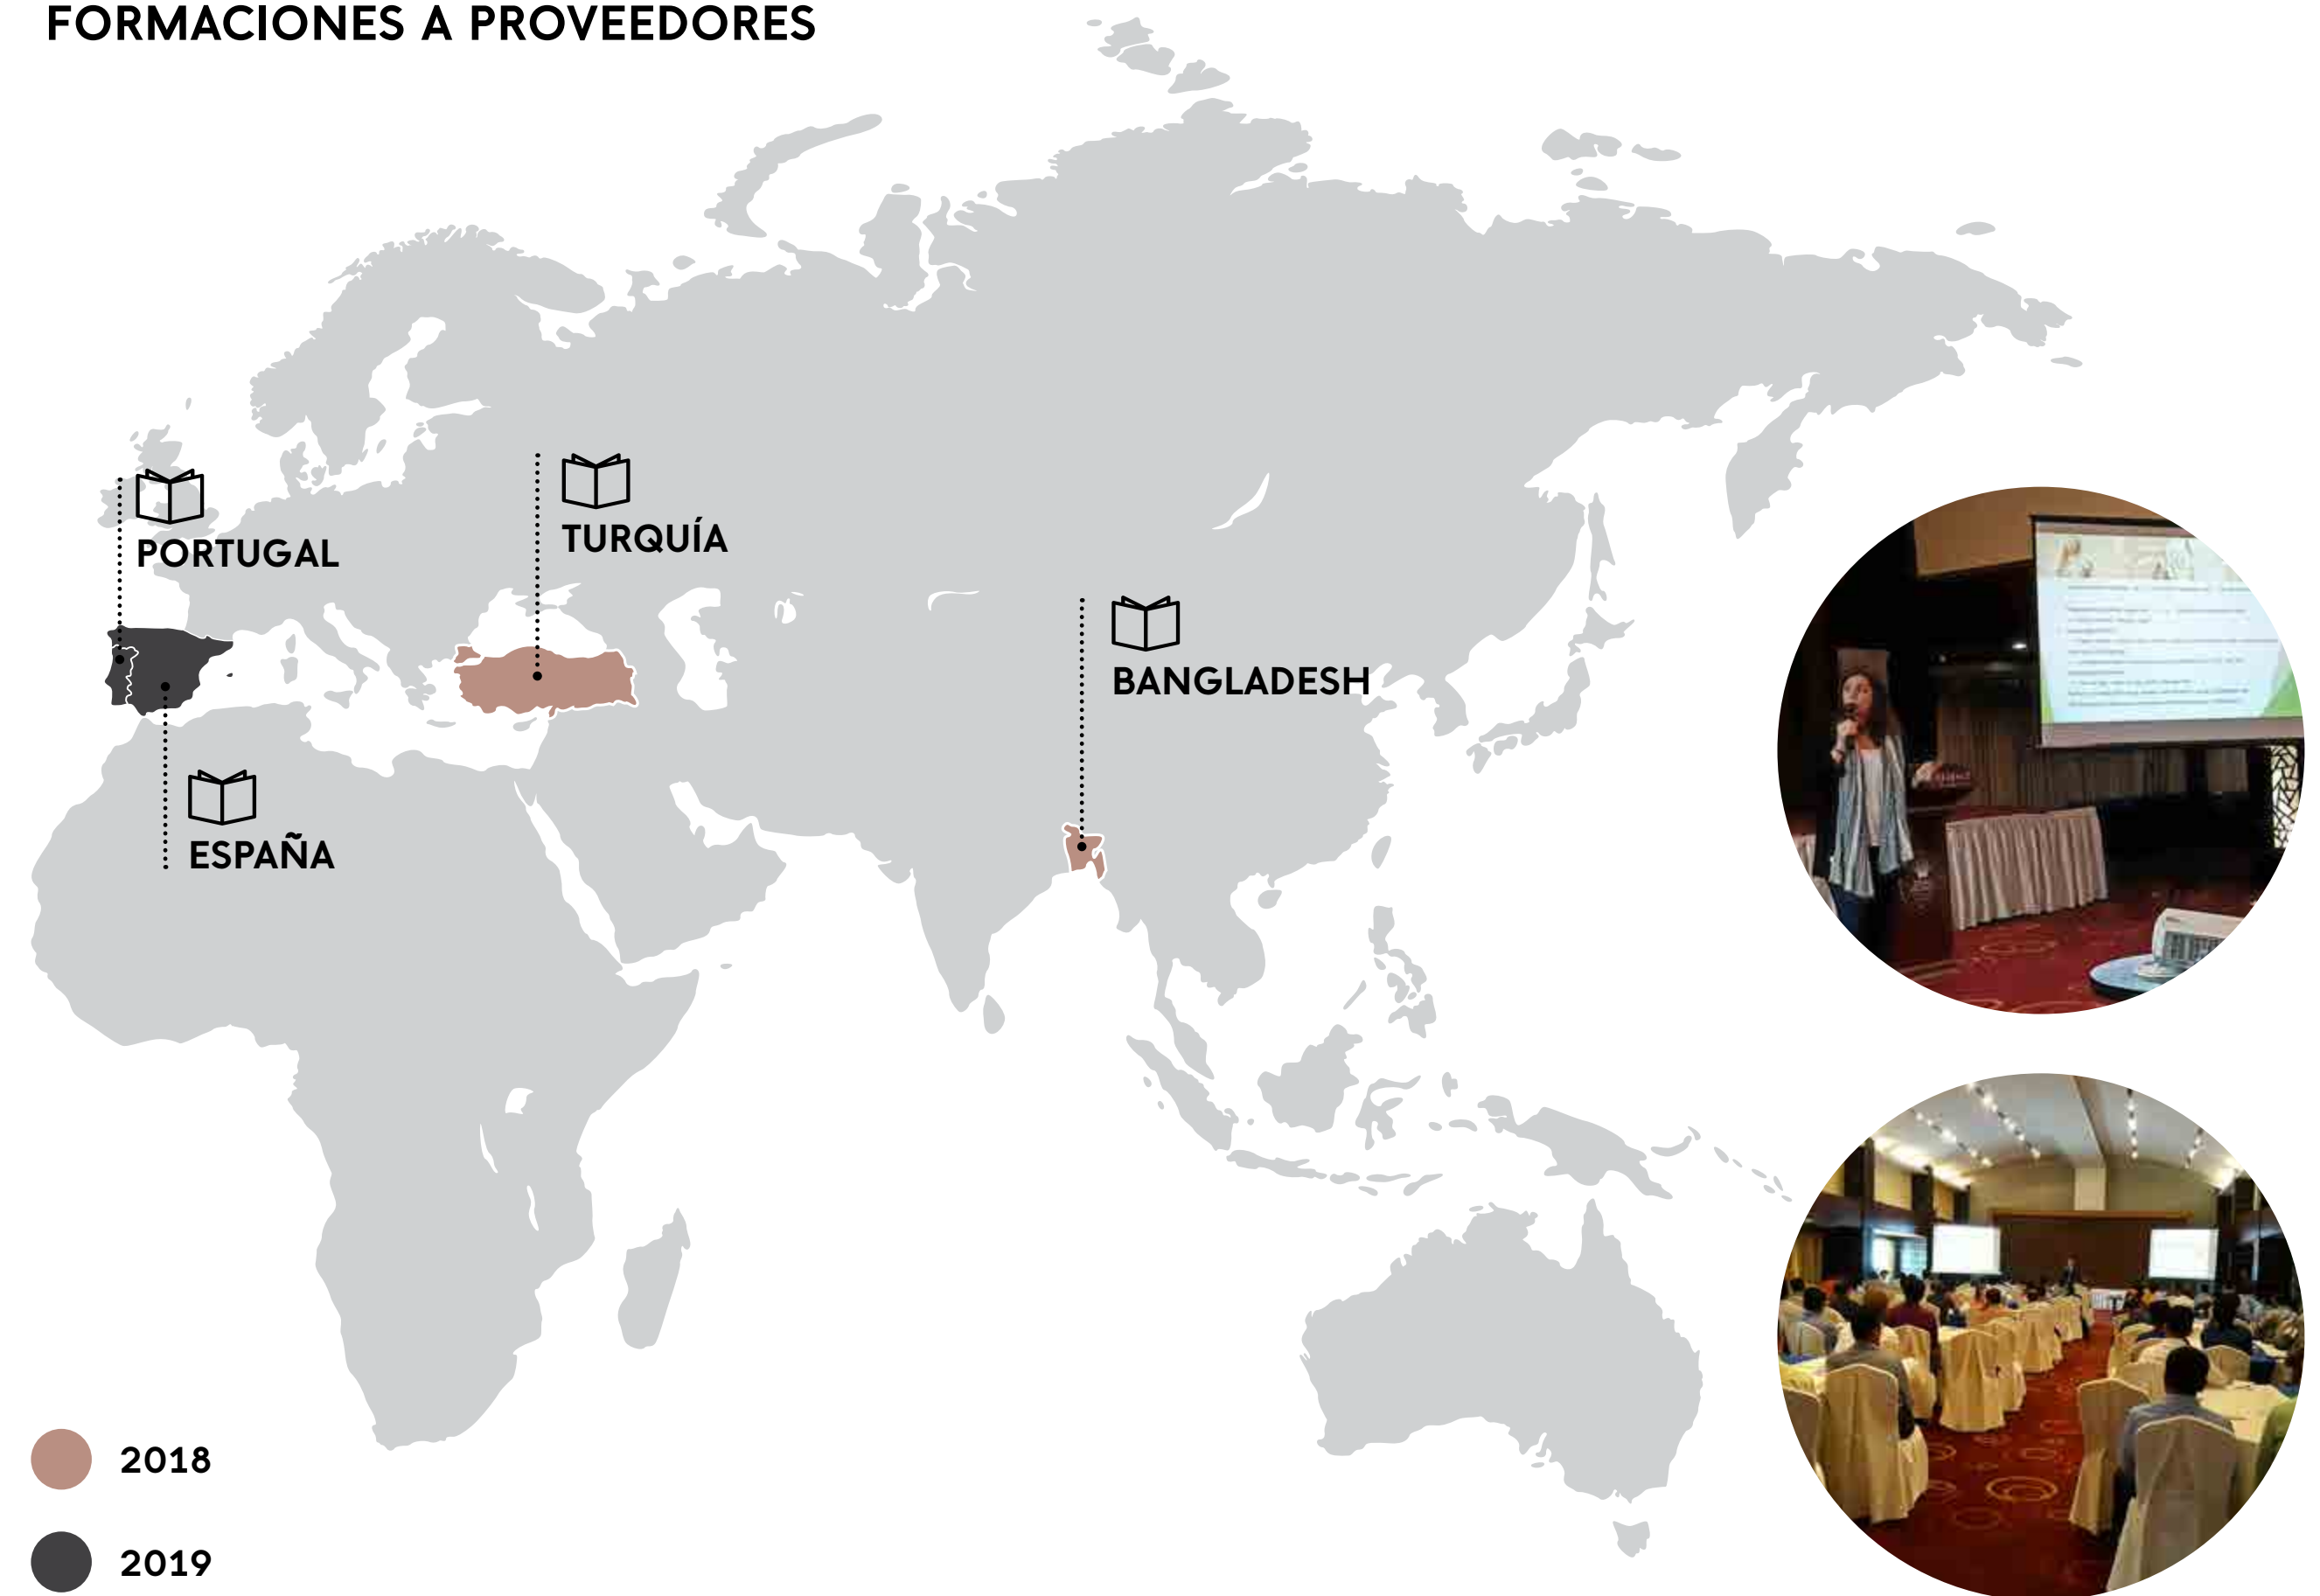 FORMACIONES A PROVEEDORES
PORTUGAL
TURQUÍA
BANGLADESH
ESPAÑA
2018
2019